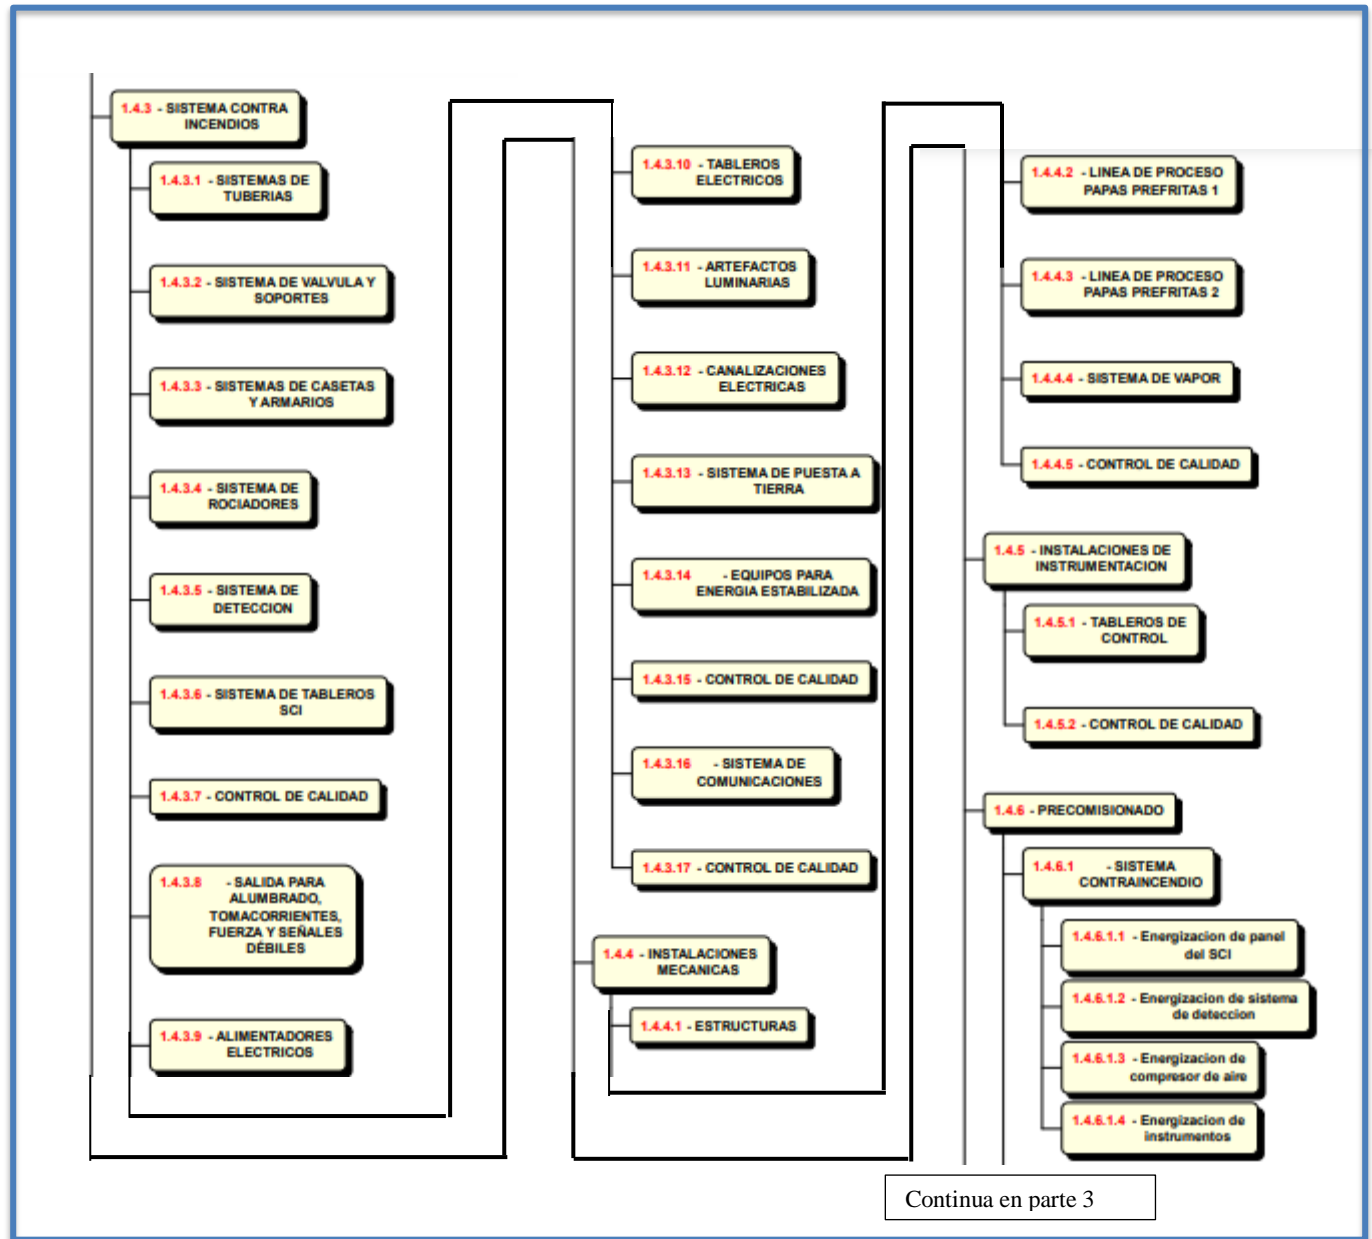 1.4.3 - SISTEMA CONTRA
INCENDIOS
1.4.3.1 - SISTEMAS DE
TUBERIAS
1.4.3.2 - SISTEMA DE VALVULA Y
SOPORTES
1.4.3.3 - SISTEMAS DE CASETAS
Y ARMARIOS
1.4.3.4 - SISTEMA DE
ROCIADORES
1.4.3.5 - SISTEMA DE
DETECCION
1.4.3.6 - SISTEMA DE TABLEROS
SCI
1.4.3.7 - CONTROL DE CALIDAD
1.4.3.8 - SALIDA PARA
ALUMBRADO,
TOMACORRIENTES,
FUERZA Y SEÑALES
DÉBILES
1.4.3.9 - ALIMENTADORES
ELECTRICOS
1.4.3.10 - TABLEROS
ELECTRICOS
1.4.3.11 - ARTEFACTOS
LUMINARIAS
1.4.3.12 - CANALIZACIONES
ELECTRICAS
1.4.3.13 - SISTEMA DE PUESTA A
TIERRA
1.4.3.14 - EQUIPOS PARA
ENERGIA ESTABILIZADA
1.4.3.15 - CONTROL DE CALIDAD
1.4.3.16 - SISTEMA DE
COMUNICACIONES
1.4.3.17 - CONTROL DE CALIDAD
1.4.4 - INSTALACIONES
MECANICAS
1.4.4.1 - ESTRUCTURAS
1.4.4.2 - LINEA DE PROCESO
PAPAS PREFRITAS 1
1.4.4.3 - LINEA DE PROCESO
PAPAS PREFRITAS 2
1.4.4.4 - SISTEMA DE VAPOR
1.4.4.5 - CONTROL DE CALIDAD
1.4.5 - INSTALACIONES DE
INSTRUMENTACION
1.4.5.1 - TABLEROS DE
CONTROL
1.4.5.2 - CONTROL DE CALIDAD
1.4.6 - PRECOMISIONADO
1.4.6.1 - SISTEMA
CONTRAINCENDIO
1.4.6.1.1 - Energizacion de panel
del SCI
1.4.6.1.2 - Energizacion de sistema
de deteccion
1.4.6.1.3 - Energizacion de
compresor de aire
1.4.6.1.4 - Energizacion de
instrumentos
Continua en parte 3